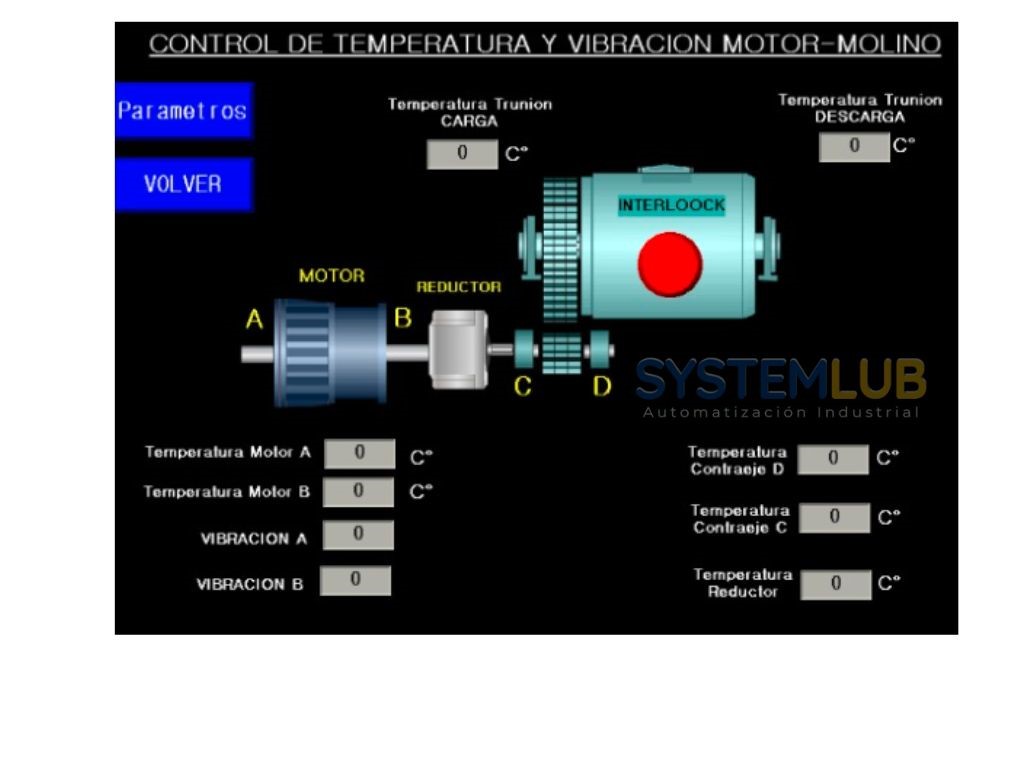 CONTROL DE TEMPERATURA Y VIBRACION MOTOR-MOLINO
Parametros
VOLVER
Temperatura Trunion
CARGA
0 C°
Temperatura Trunion
DESCARGA
0 C°
INTERLOOCK
MOTOR
REDUCTOR
A
B
C
D
SYSTEMLUB
Automatización Industrial
Temperatura Motor A 0 C°
Temperatura Motor B 0 C°
VIBRACION A 0
VIBRACION B 0
Temperatura
Contraeje D
0 C°
Temperatura
Contraeje C
0 C°
Temperatura
Reductor
0 C°